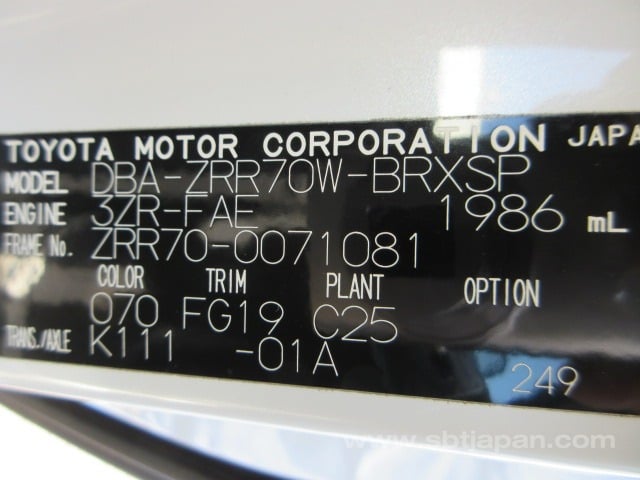 TOYOTA MOTOR CORPORATION JAPA
MODEL DBA-ZRR70W-BRXSP
ENGINE 3ZR-FAE 1986 mL
FRAME No. ZRR70-0071081
COLOR TRIM PLANT OPTION
070 FG19 C25
TRANS./AXLE K111 -01A
249
www.sbtjapan.com